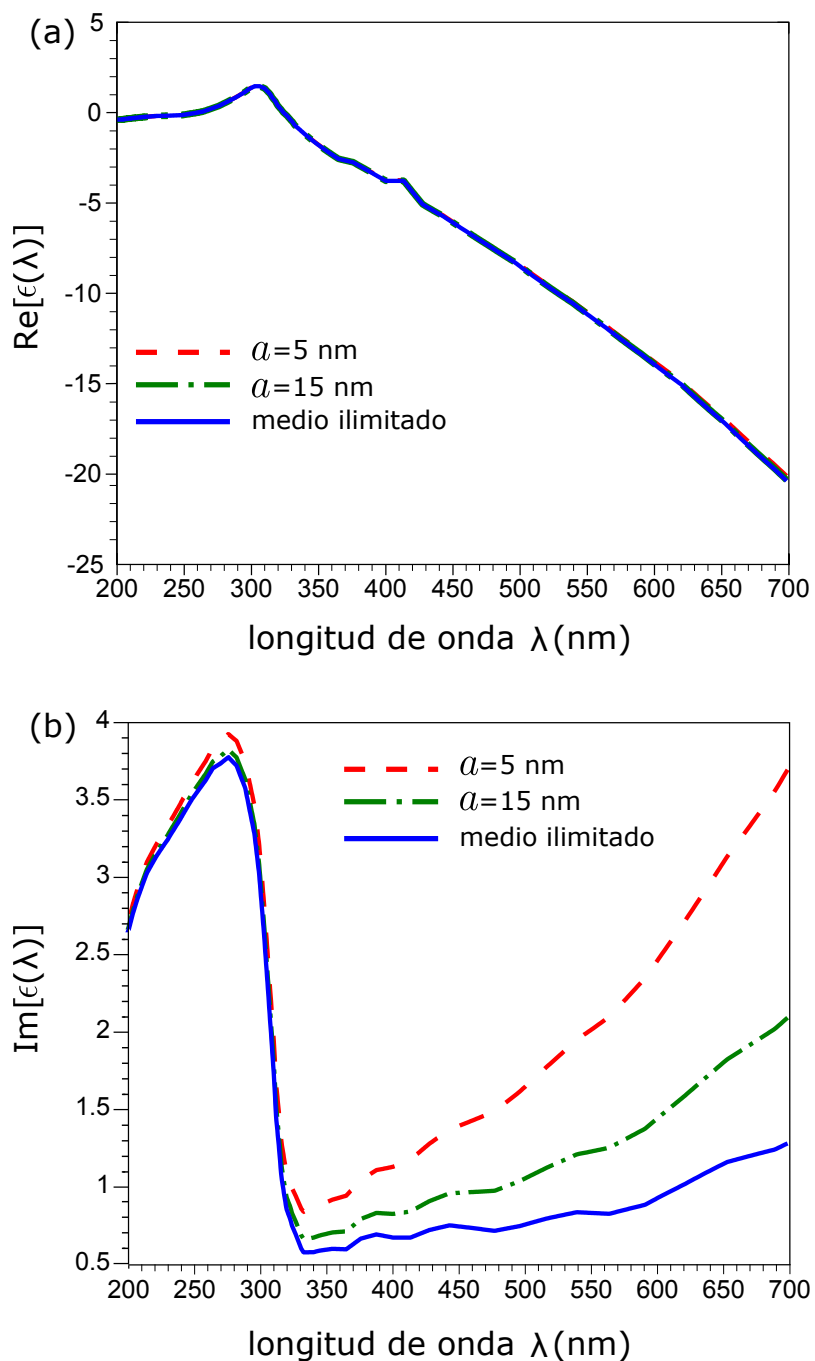 (a)
5
0
-5
-10
-15
-20
-25
Re[ϵ(λ)]
a=5 nm
a=15 nm
medio ilimitado
200 250 300 350 400 450 500 550 600 650 700
longitud de onda λ(nm)
(b)
4
3.5
3
2.5
2
1.5
1
0.5
Im[ϵ(λ)]
a=5 nm
a=15 nm
medio ilimitado
200 250 300 350 400 450 500 550 600 650 700
longitud de onda λ(nm)